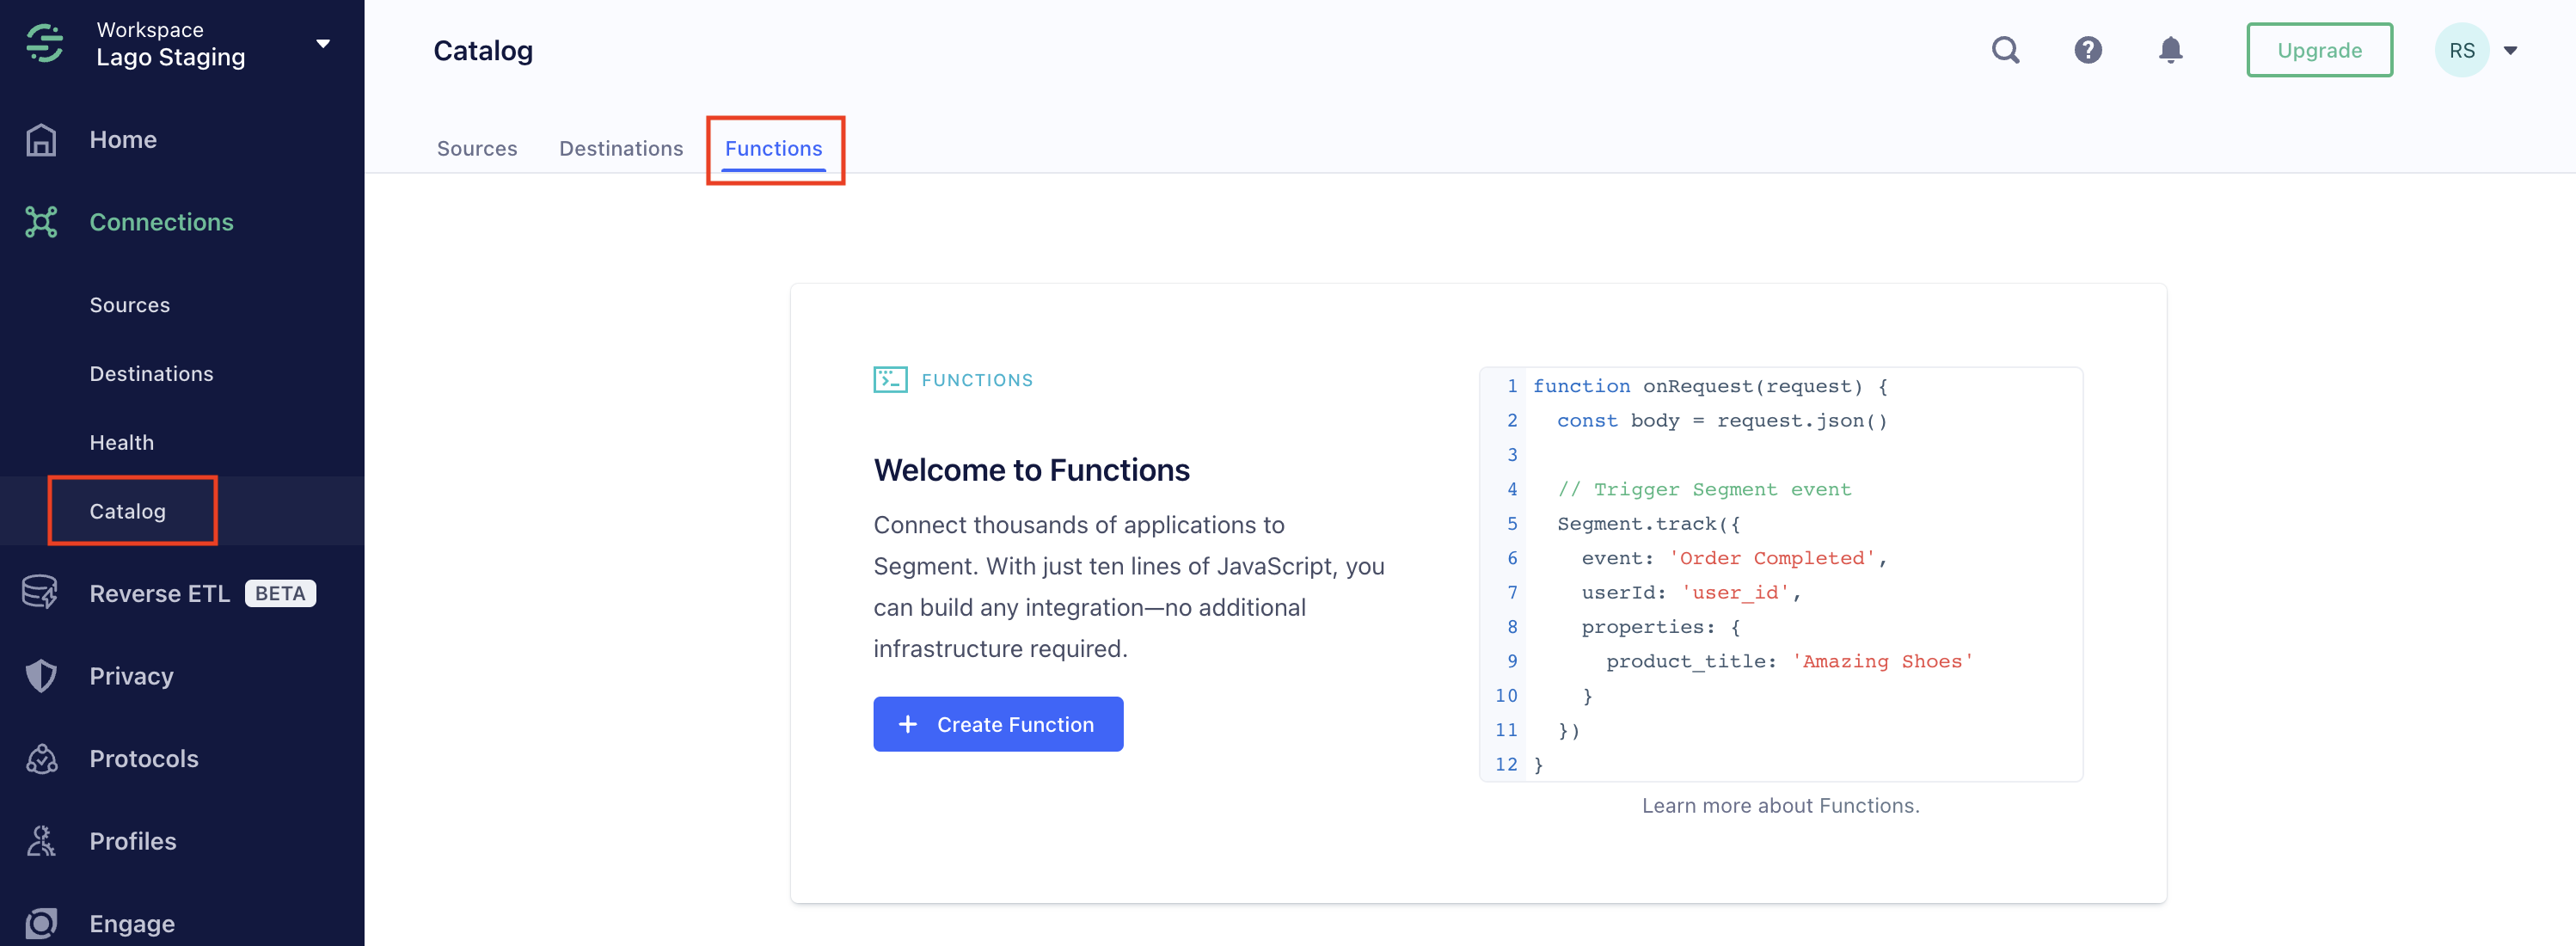 Workspace
Lago Staging
Home
Connections
Sources
Destinations
Health
Catalog
Reverse ETL BETA
Privacy
Protocols
Profiles
Engage
Catalog
Upgrade
RS
Sources Destinations Functions
FUNCTIONS
Welcome to Functions
Connect thousands of applications to
Segment. With just ten lines of JavaScript, you
can build any integration—no additional
infrastructure required.
+ Create Function
1 function onRequest(request) {
2   const body = request.json()
3
4   // Trigger Segment event
5   Segment.track({
6     event: 'Order Completed',
7     userId: 'user_id',
8     properties: {
9       product_title: 'Amazing Shoes'
10     }
11   })
12 }
Learn more about Functions.